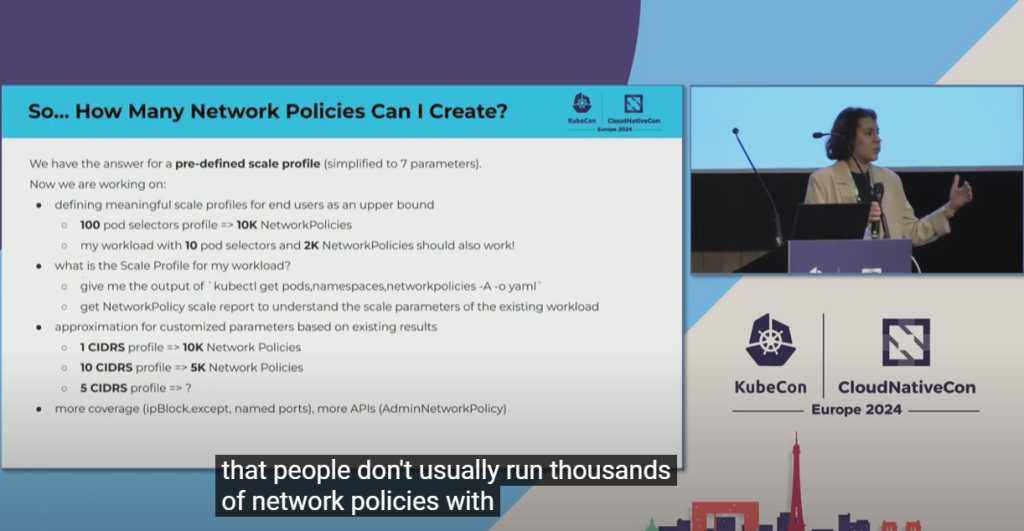 So... How Many Network Policies Can I Create?
KubeCon
CloudNativeCon
Europe 2024
We have the answer for a pre-defined scale profile (simplified to 7 parameters).
Now we are working on:
● defining meaningful scale profiles for end users as an upper bound
○ 100 pod selectors profile => 10K NetworkPolicies
○ my workload with 10 pod selectors and 2K NetworkPolicies should also work!
● what is the Scale Profile for my workload?
○ give me the output of `kubectl get pods,namespaces,networkpolicies -A -o yaml`
○ get NetworkPolicy scale report to understand the scale parameters of the existing workload
● approximation for customized parameters based on existing results
○ 1 CIDRS profile => 10K Network Policies
○ 10 CIDRS profile => 5K Network Policies
○ 5 CIDRS profile => ?
● more coverage (ipBlock.except, named ports), more APIs (AdminNetworkPolicy)
KubeCon
CloudNativeCon
Europe 2024
that people don't usually run thousands
of network policies with